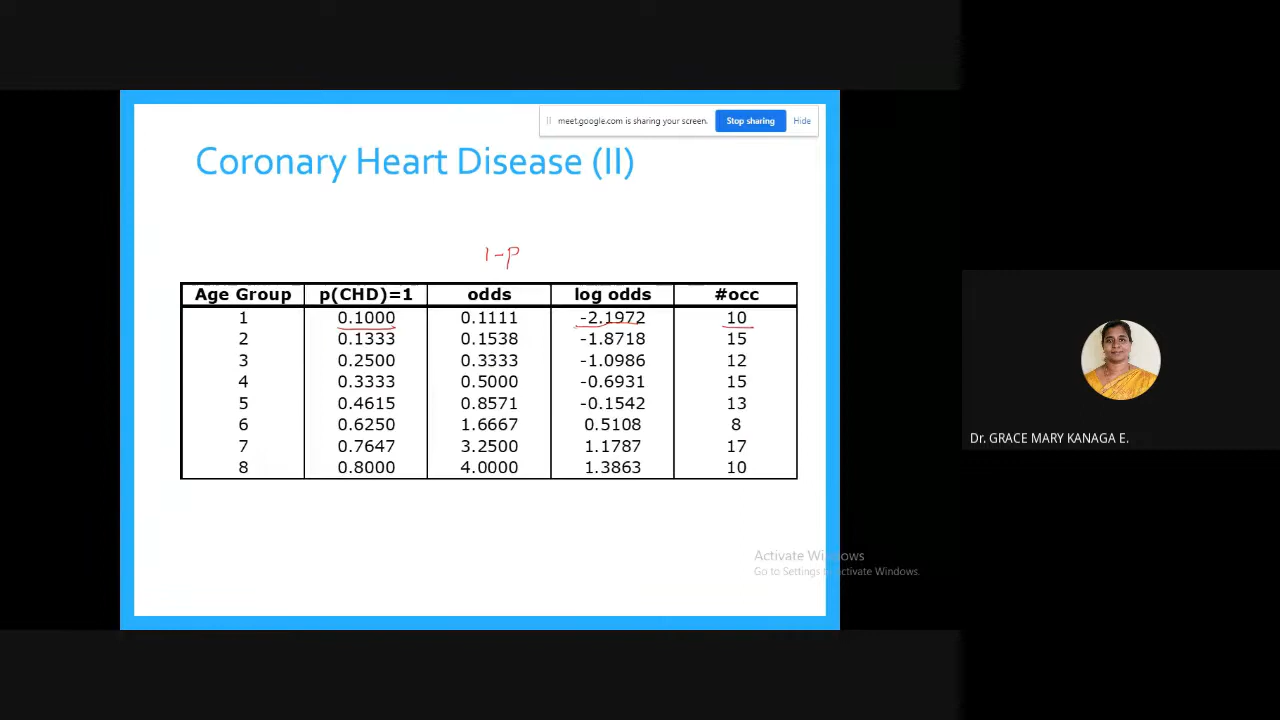 meet.google.com is sharing your screen. Stop sharing Hide
Coronary Heart Disease (II)
1-p
Age Group p(CHD)=1 odds log odds #occ
1 0.1000 0.1111 -2.1972 10
2 0.1333 0.1538 -1.8718 15
3 0.2500 0.3333 -1.0986 12
4 0.3333 0.5000 -0.6931 15
5 0.4615 0.8571 -0.1542 13
6 0.6250 1.6667 0.5108 8
7 0.7647 3.2500 1.1787 17
8 0.8000 4.0000 1.3863 10
Dr. GRACE MARY KANAGA E.
Activate Windows
Go to Settings to activate Windows.